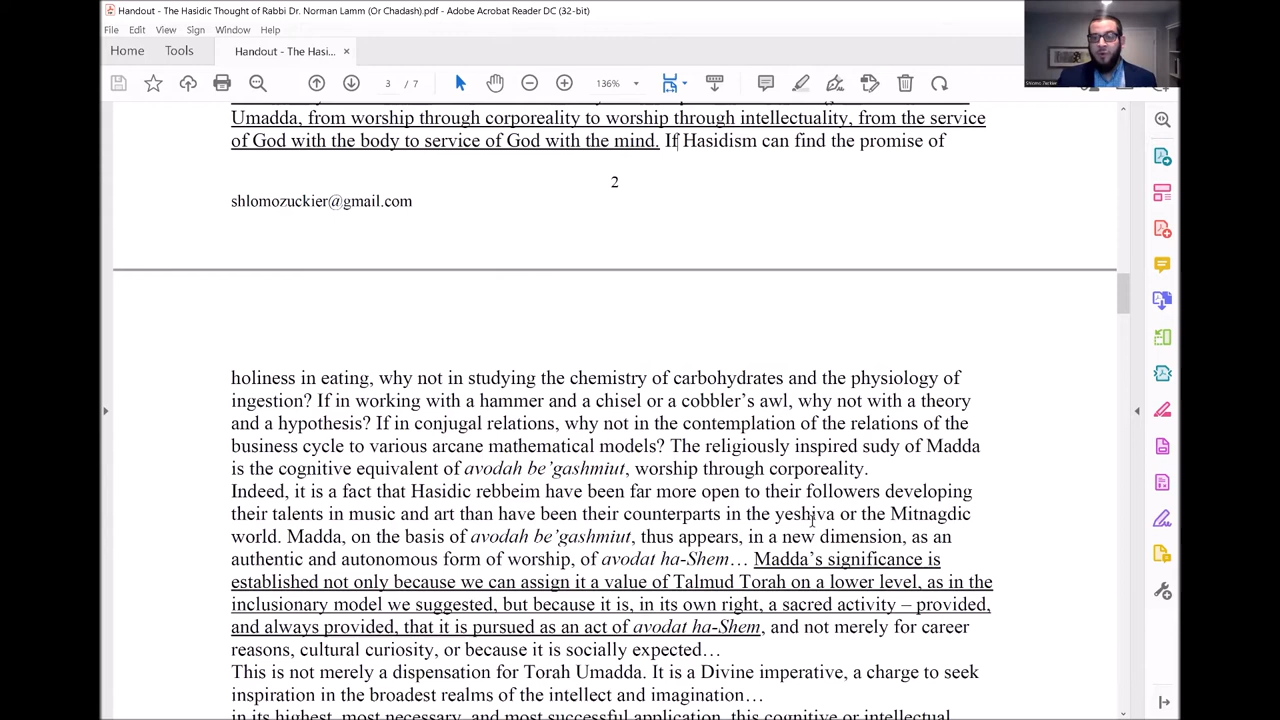 Handout - The Hasidic Thought of Rabbi Dr. Norman Lamm (Or Chadash).pdf - Adobe Acrobat Reader DC (32-bit)
File Edit View Sign Window Help
Home Tools Handout - The Hasi... ×
3 / 7 136%
Umadda, from worship through corporeality to worship through intellectuality, from the service
of God with the body to service of God with the mind. If Hasidism can find the promise of
2
shlomozuckier@gmail.com
holiness in eating, why not in studying the chemistry of carbohydrates and the physiology of
ingestion? If in working with a hammer and a chisel or a cobbler’s awl, why not with a theory
and a hypothesis? If in conjugal relations, why not in the contemplation of the relations of the
business cycle to various arcane mathematical models? The religiously inspired sudy of Madda
is the cognitive equivalent of avodah be’gashmiut, worship through corporeality.
Indeed, it is a fact that Hasidic rebbeim have been far more open to their followers developing
their talents in music and art than have been their counterparts in the yeshiva or the Mitnagdic
world. Madda, on the basis of avodah be’gashmiut, thus appears, in a new dimension, as an
authentic and autonomous form of worship, of avodat ha-Shem… Madda’s significance is
established not only because we can assign it a value of Talmud Torah on a lower level, as in the
inclusionary model we suggested, but because it is, in its own right, a sacred activity – provided,
and always provided, that it is pursued as an act of avodat ha-Shem, and not merely for career
reasons, cultural curiosity, or because it is socially expected…
This is not merely a dispensation for Torah Umadda. It is a Divine imperative, a charge to seek
inspiration in the broadest realms of the intellect and imagination…
in its highest, most necessary, and most successful application, this cognitive or intellectual
Shlomo Zuckier